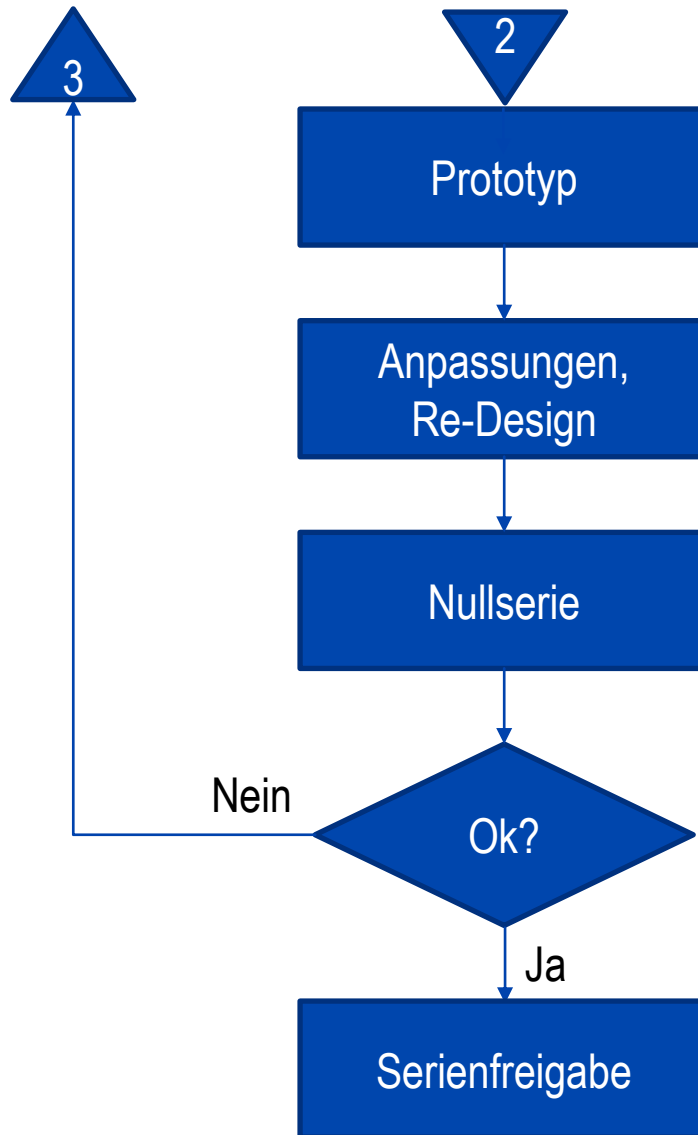 3
2
Prototyp
Anpassungen,
Re-Design
Nullserie
Nein
Ok?
Ja
Serienfreigabe